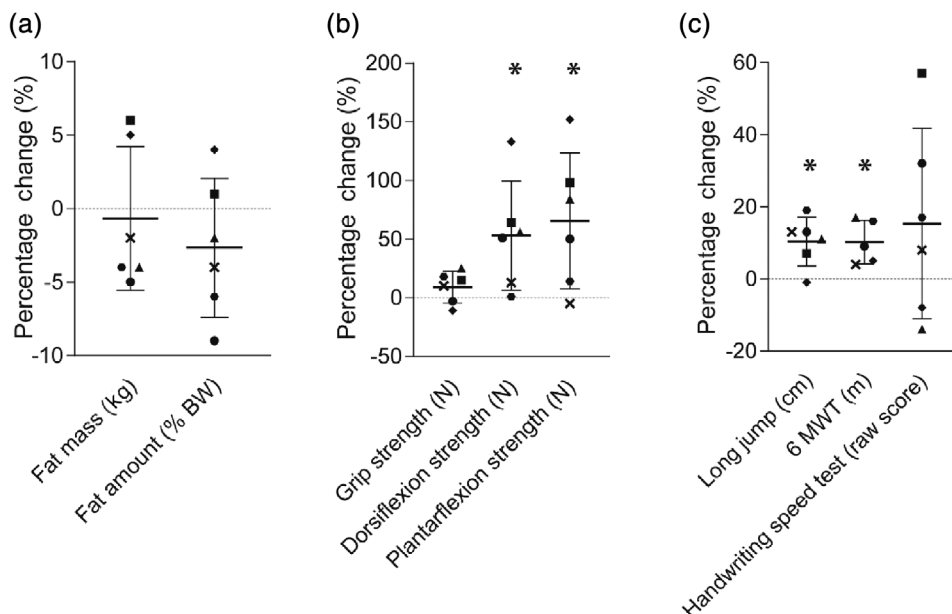 (a)
Percentage change (%)
10
5
0
-5
-10
Fat mass (kg)
Fat amount (% BW)
(b)
Percentage change (%)
200
150
100
50
0
-50
*
*
Grip strength (N)
Dorsiflexion strength (N)
Plantarflexion strength (N)
(c)
Percentage change (%)
60
40
20
0
-20
*
*
Long jump (cm)
6 MWT (m)
Handwriting speed test (raw score)